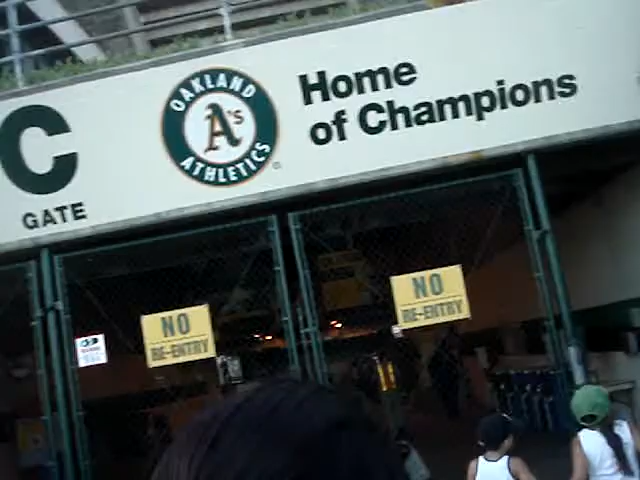 C
GATE
OAKLAND
A's
ATHLETICS
Home
of Champions
NO
RE-ENTRY
NO
RE-ENTRY